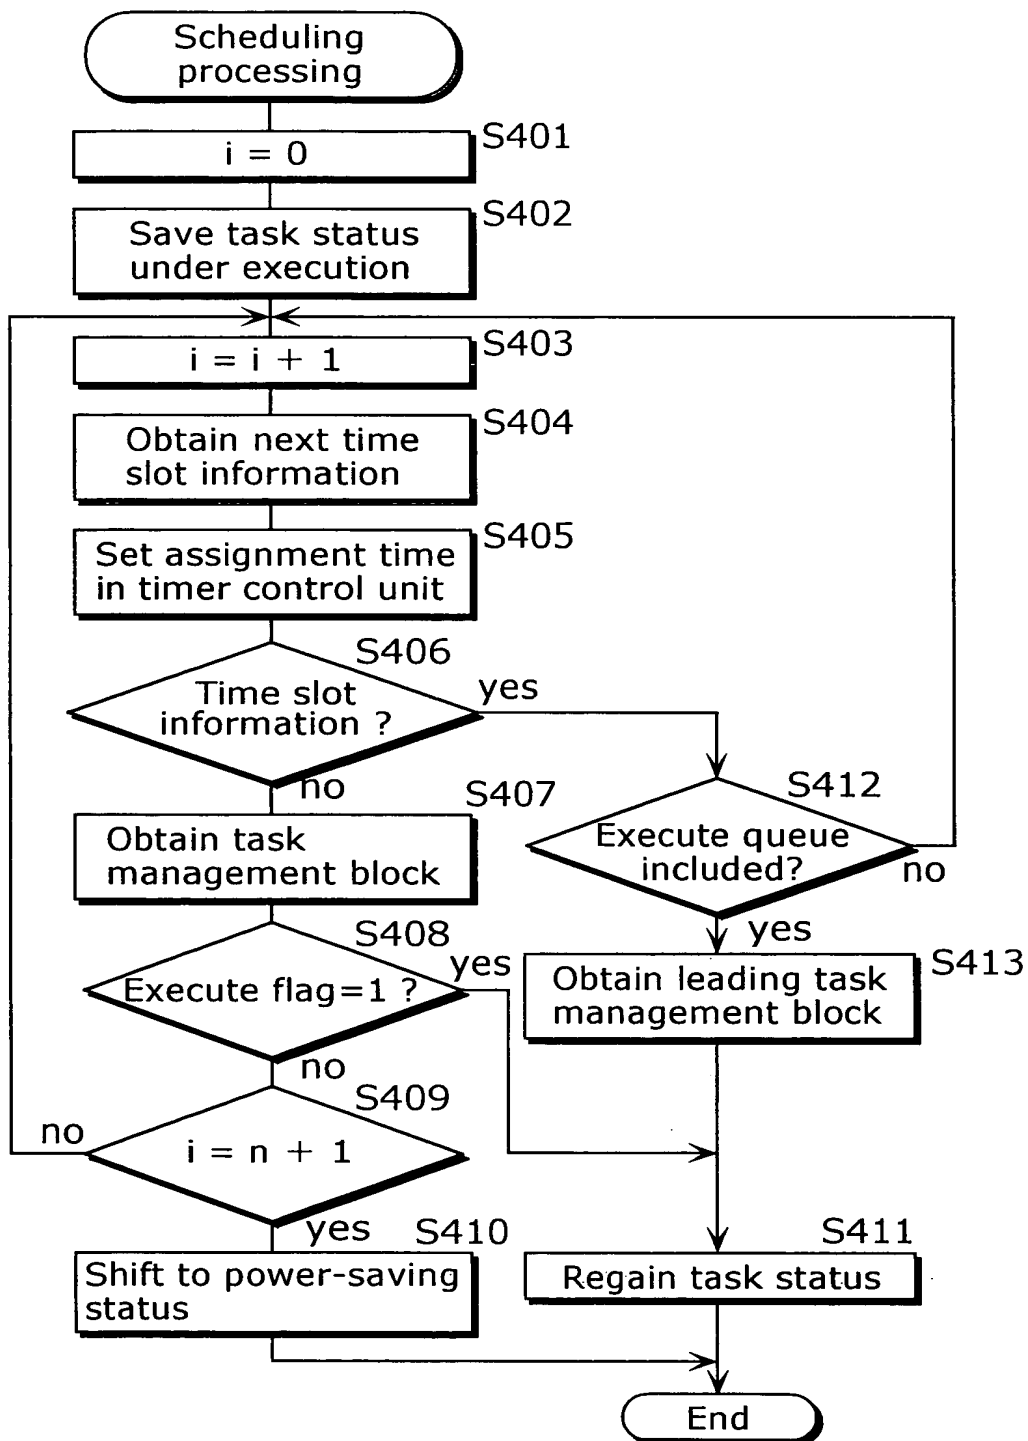 Scheduling
processing
S401
i = 0
S402
Save task status
under execution
S403
i = i + 1
S404
Obtain next time
slot information
S405
Set assignment time
in timer control unit
S406
Time slot
information ?
yes
no
S407
Obtain task
management block
S412
Execute queue
included?
no
yes
S408
Execute flag=1 ?
yes
no
S413
Obtain leading task
management block
S409
i = n + 1
no
yes
S410
Shift to power-saving
status
S411
Regain task status
End